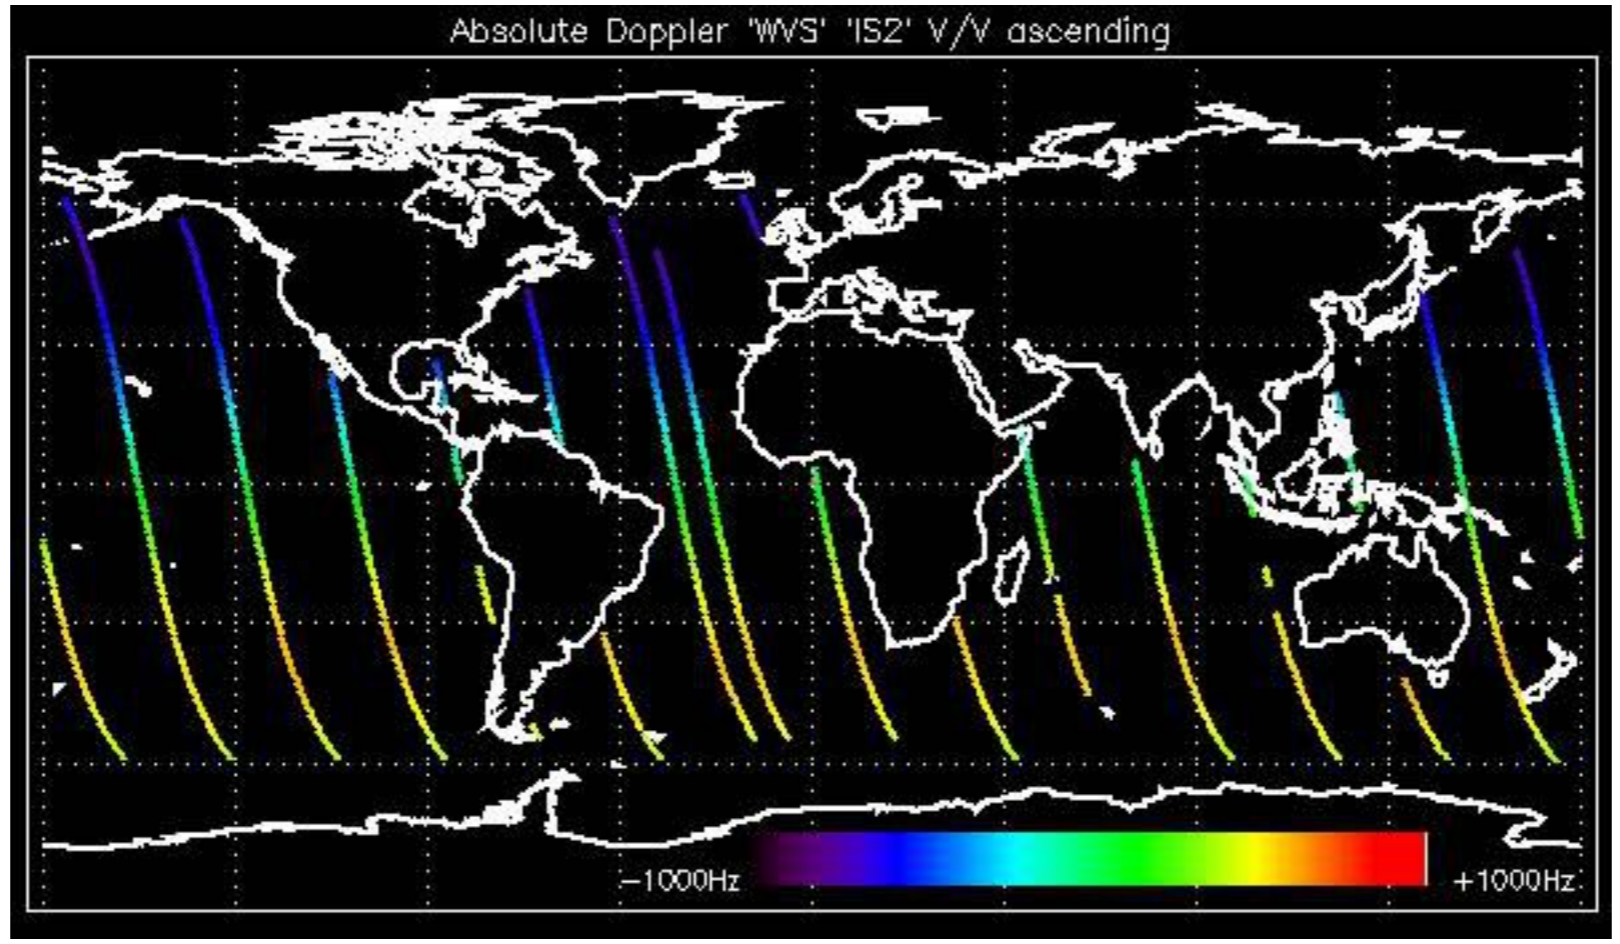 Absolute Doppler 'WVS' 'IS2' V/V ascending
−1000Hz +1000Hz